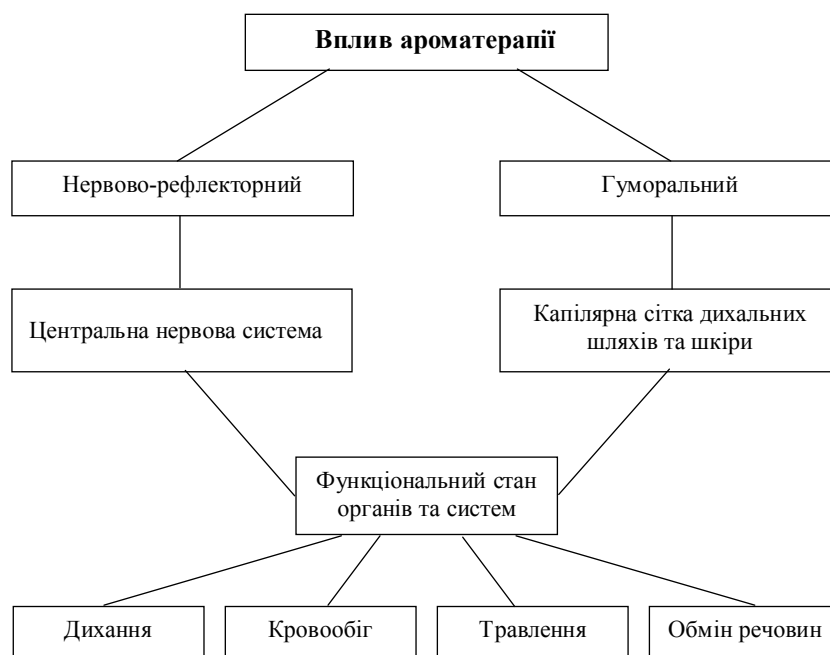 Вплив ароматерапії
Нервово-рефлекторний
Гуморальний
Центральна нервова система
Капілярна сітка дихальних
шляхів та шкіри
Функціональний стан
органів та систем
Дихання
Кровообіг
Травлення
Обмін речовин